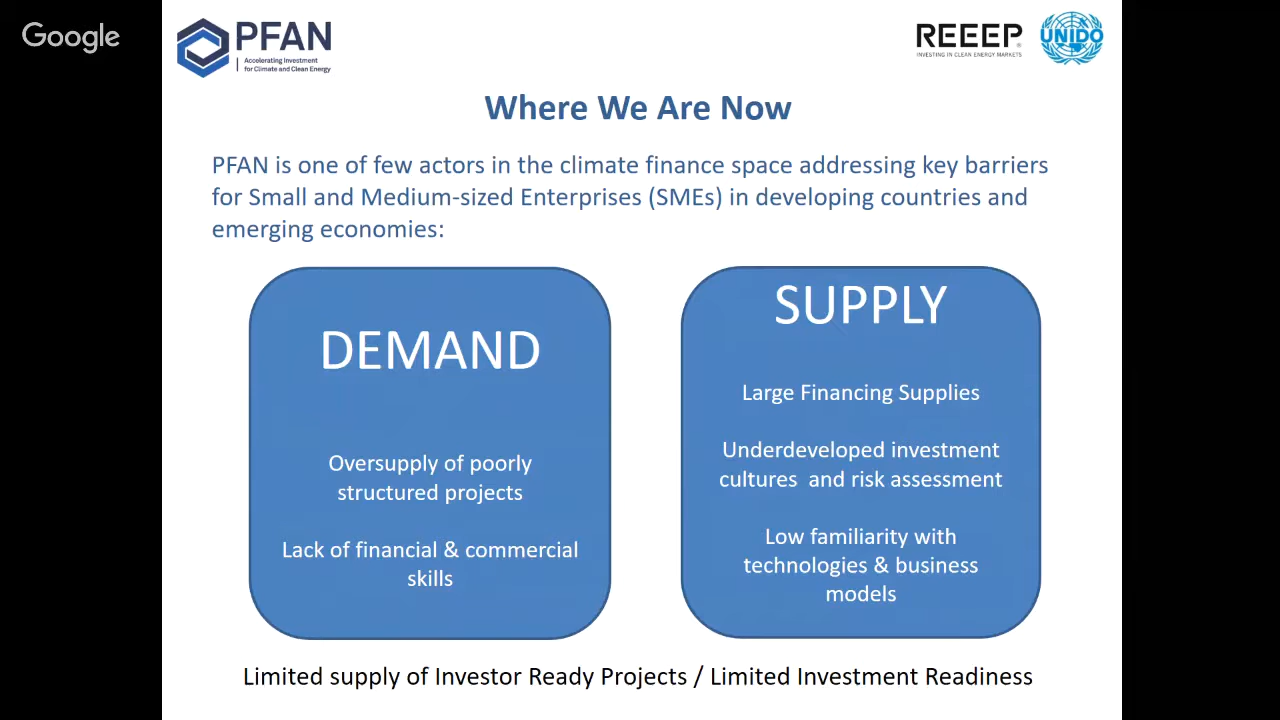 Google
PFAN
Accelerating Investment
for Climate and Clean Energy
REEEP
INVESTING IN CLEAN ENERGY MARKETS
UNIDO
Where We Are Now
PFAN is one of few actors in the climate finance space addressing key barriers
for Small and Medium-sized Enterprises (SMEs) in developing countries and
emerging economies:
DEMAND
Oversupply of poorly
structured projects
Lack of financial & commercial
skills
SUPPLY
Large Financing Supplies
Underdeveloped investment
cultures  and risk assessment
Low familiarity with
technologies & business
models
Limited supply of Investor Ready Projects / Limited Investment Readiness